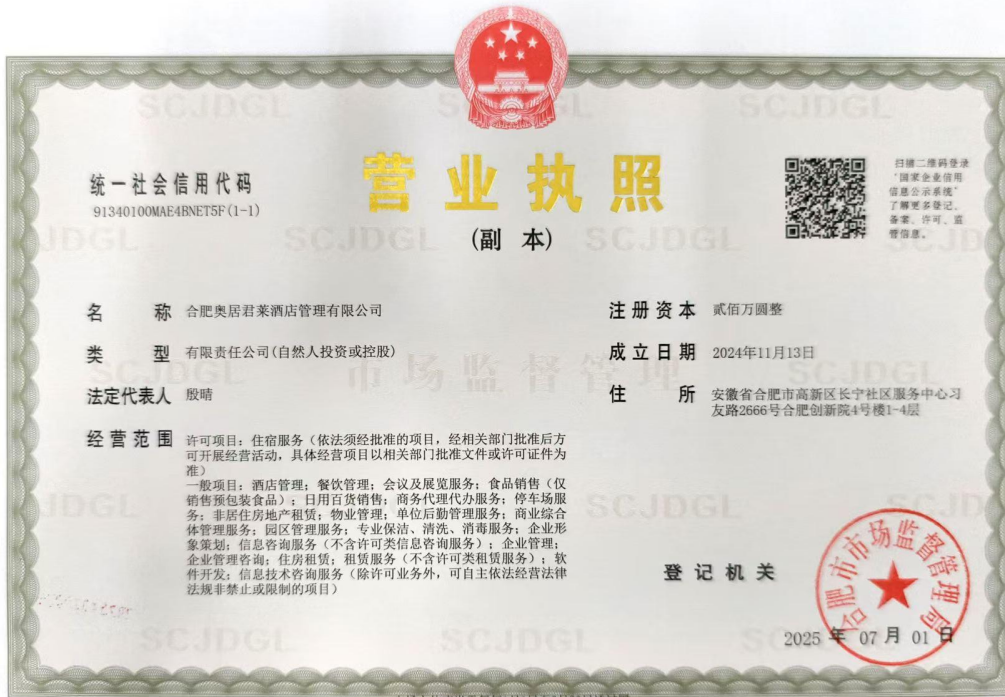 营业执照
(副 本)
统一社会信用代码
91340100MAE4BNET5F(1-1)
扫描二维码登录
“国家企业信用
信息公示系统”
了解更多登记、
备案、许可、监
管信息。
名 称 合肥奥居君莱酒店管理有限公司
类 型 有限责任公司(自然人投资或控股)
法定代表人 殷晴
经营范围 许可项目：住宿服务（依法须经批准的项目，经相关部门批准后方
可开展经营活动，具体经营项目以相关部门批准文件或许可证件为
准）
一般项目：酒店管理；餐饮管理；会议及展览服务；食品销售（仅
销售预包装食品）；日用百货销售；商务代理代办服务；停车场服
务；非居住房地产租赁；物业管理；单位后勤管理服务；商业综合
体管理服务；园区管理服务；专业保洁、清洗、消毒服务；企业形
象策划；信息咨询服务（不含许可类信息咨询服务）；企业管理；
企业管理咨询；住房租赁；租赁服务（不含许可类租赁服务）；软
件开发；信息技术咨询服务（除许可业务外，可自主依法经营法律
法规非禁止或限制的项目）
注册资本 贰佰万圆整
成立日期 2024年11月13日
住 所 安徽省合肥市高新区长宁社区服务中心习
友路2666号合肥创新院4号楼1-4层
登记机关
合肥市市场监督管理局
2025 年 07 月 01 日
SCJDGL
市场监督管理